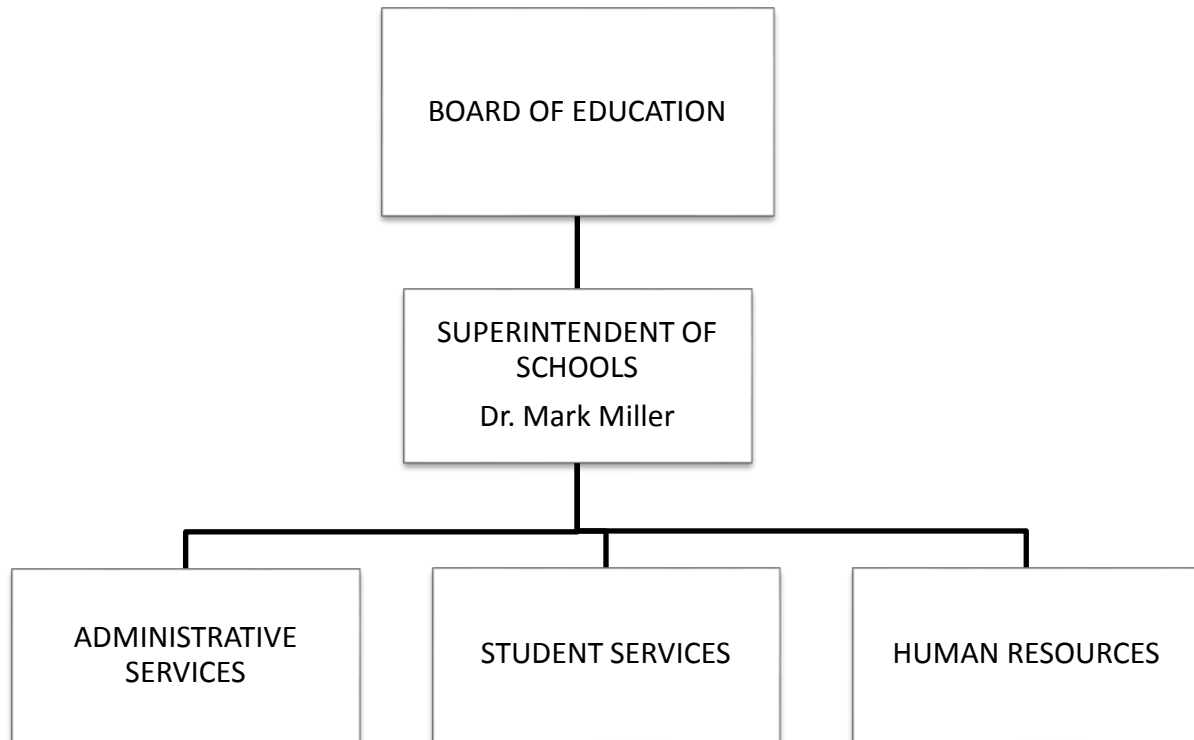 BOARD OF EDUCATION
SUPERINTENDENT OF
SCHOOLS
Dr. Mark Miller
ADMINISTRATIVE
SERVICES
STUDENT SERVICES
HUMAN RESOURCES